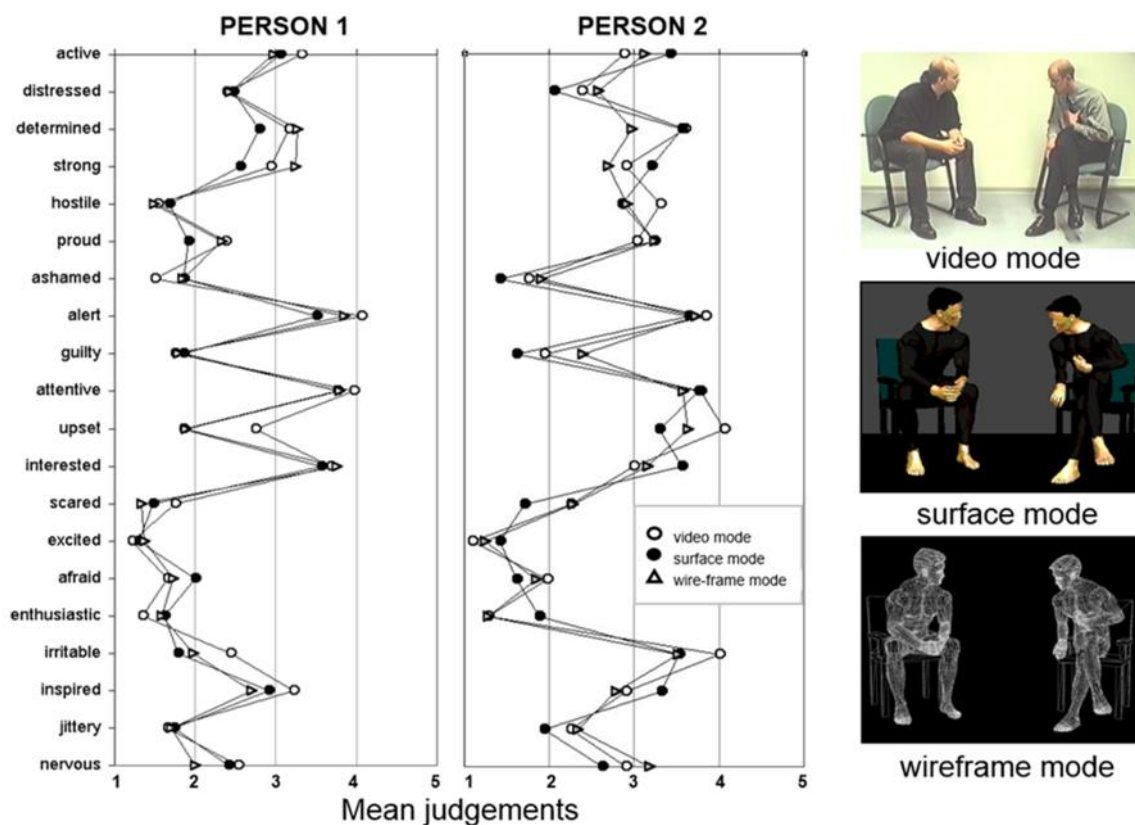 PERSON 1
PERSON 2
active
distressed
determined
strong
hostile
proud
ashamed
alert
guilty
attentive
upset
interested
scared
excited
afraid
enthusiastic
irritable
inspired
jittery
nervous
1 2 3 4 5
2 3 4 5
Mean judgements
video mode
surface mode
wire-frame mode
video mode
surface mode
wireframe mode